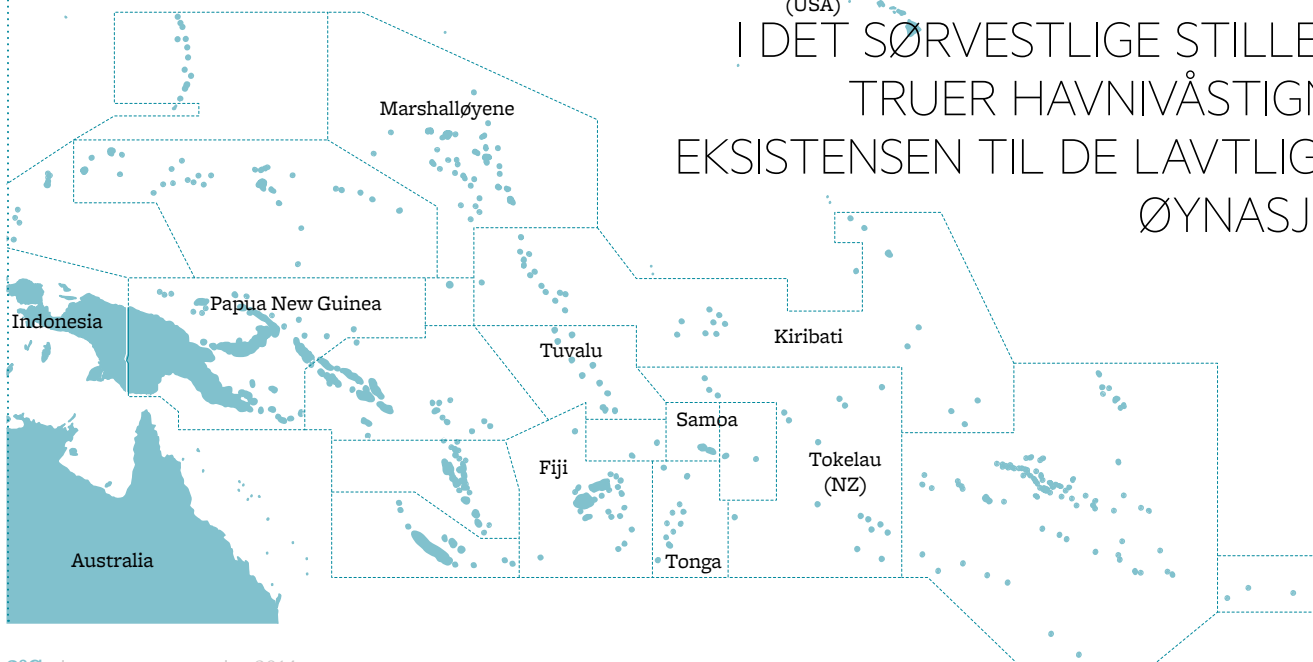 (USA)
I DET SØRVESTLIGE STILLE
TRUER HAVNIVÅSTIGN
EKSISTENSEN TIL DE LAVTLIG
ØYNASJ
Marshalløyene
Papua New Guinea
Indonesia
Kiribati
Tuvalu
Samoa
Fiji
Tokelau
(NZ)
Australia
Tonga